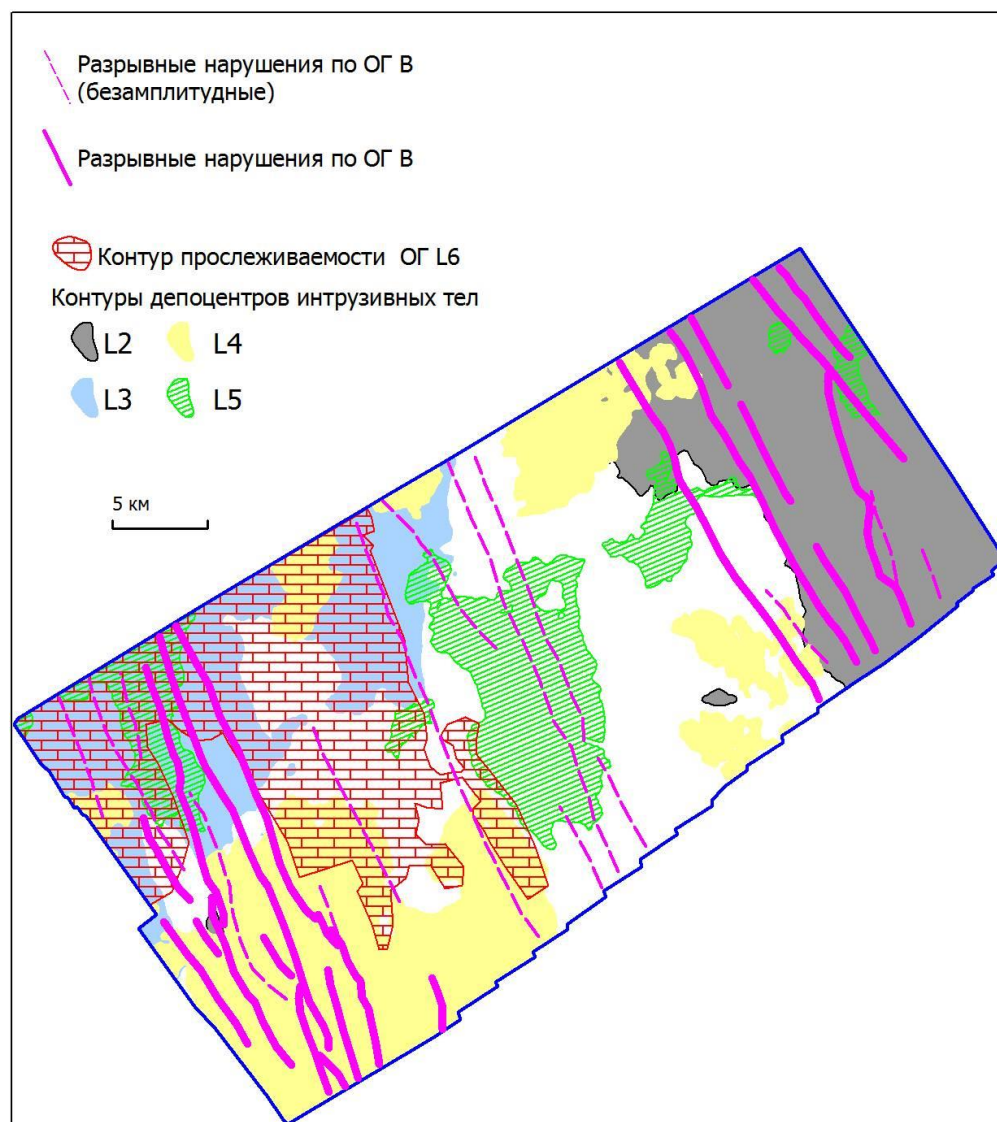 Разрывные нарушения по ОГ В
(безамплитудные)
Разрывные нарушения по ОГ В
Контур прослеживаемости ОГ L6
Контуры депоцентров интрузивных тел
L2 L4
L3 L5
5 км